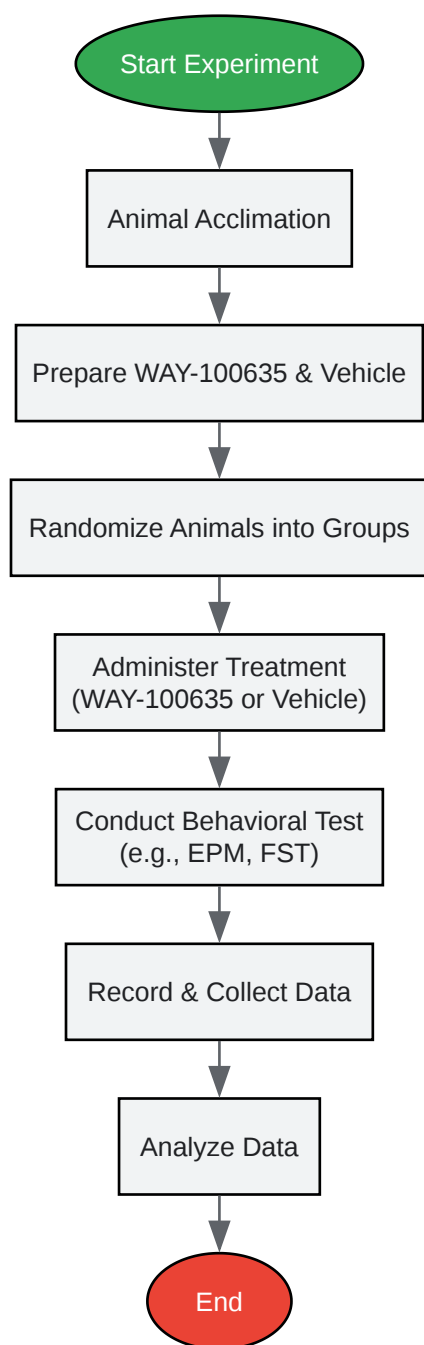 Start Experiment
Animal Acclimation
Prepare WAY-100635 & Vehicle
Randomize Animals into Groups
Administer Treatment
(WAY-100635 or Vehicle)
Conduct Behavioral Test
(e.g., EPM, FST)
Record & Collect Data
Analyze Data
End